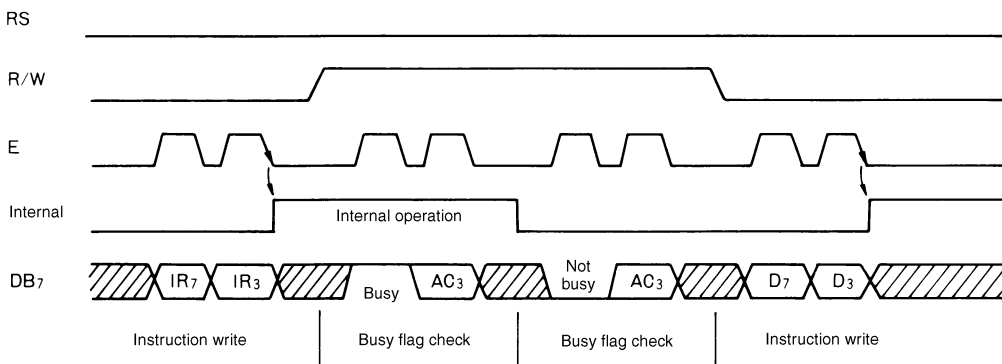 RS
R/W
E
Internal
Internal operation
DB7
IR7
IR3
Busy
AC3
Not
busy
AC3
D7
D3
Instruction write
Busy flag check
Busy flag check
Instruction write